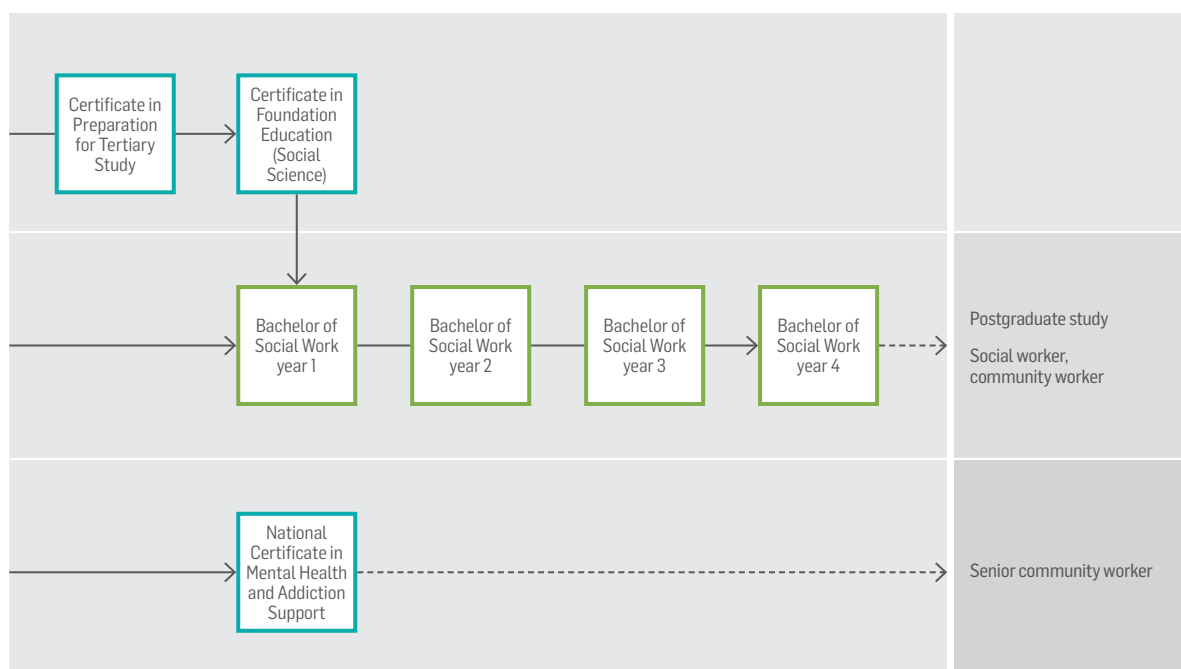 Certificate in
Preparation
for Tertiary
Study
Certificate in
Foundation
Education
(Social
Science)
Bachelor of
Social Work
year 1
Bachelor of
Social Work
year 2
Bachelor of
Social Work
year 3
Bachelor of
Social Work
year 4
Postgraduate study
Social worker,
community worker
National
Certificate in
Mental Health
and Addiction
Support
Senior community worker